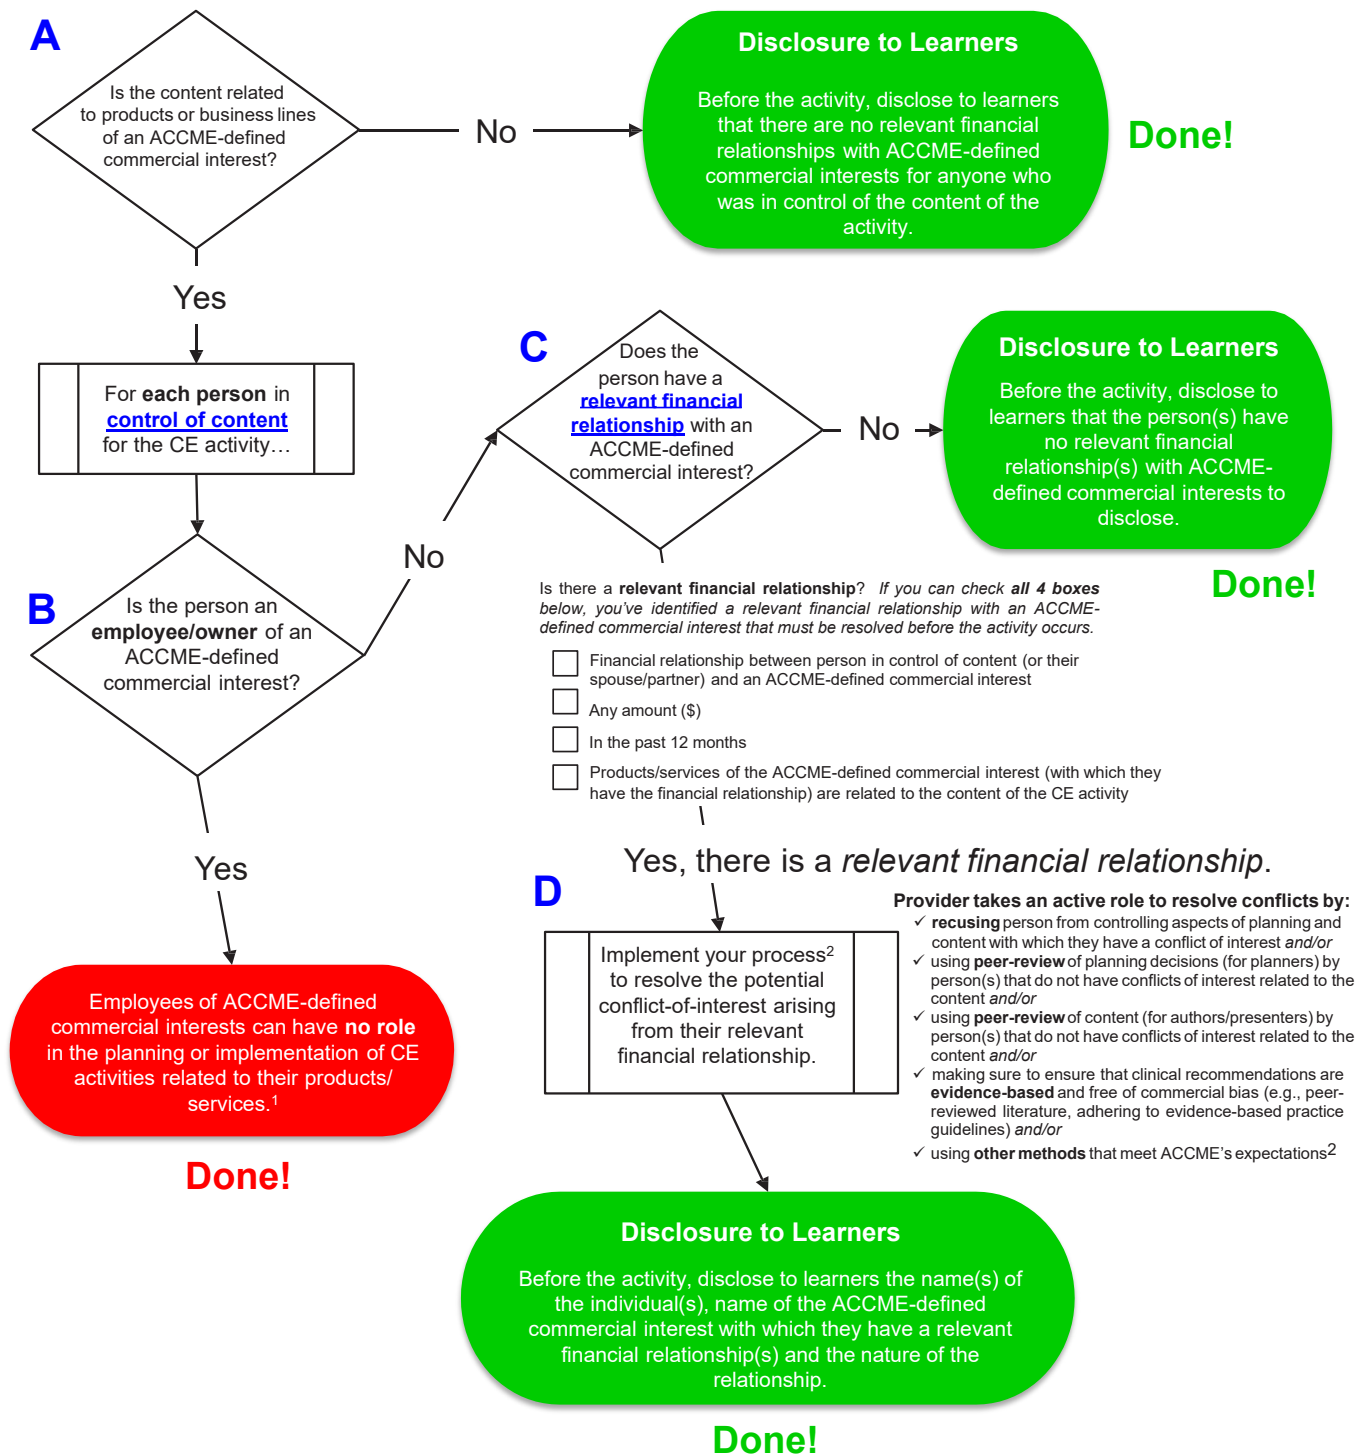 A
Is the content related
to products or business lines
of an ACCME-defined
commercial interest?
No
Disclosure to Learners
Before the activity, disclose to learners
that there are no relevant financial
relationships with ACCME-defined
commercial interests for anyone who
was in control of the content of the
activity.
Done!
Yes
For each person in
control of content
for the CE activity…
C
Does the
person have a
relevant financial
relationship with an
ACCME-defined
commercial interest?
No
Disclosure to Learners
Before the activity, disclose to
learners that the person(s) have
no relevant financial
relationship(s) with ACCME-
defined commercial interests to
disclose.
Done!
No
B
Is the person an
employee/owner of an
ACCME-defined
commercial interest?
Is there a relevant financial relationship? If you can check all 4 boxes
below, you’ve identified a relevant financial relationship with an ACCME-
defined commercial interest that must be resolved before the activity occurs.
Financial relationship between person in control of content (or their
spouse/partner) and an ACCME-defined commercial interest
Any amount ($)
In the past 12 months
Products/services of the ACCME-defined commercial interest (with which they
have the financial relationship) are related to the content of the CE activity
Yes
Yes, there is a relevant financial relationship.
D
Implement your process2
to resolve the potential
conflict-of-interest arising
from their relevant
financial relationship.
Provider takes an active role to resolve conflicts by:
✓ recusing person from controlling aspects of planning and
content with which they have a conflict of interest and/or
✓ using peer-review of planning decisions (for planners) by
person(s) that do not have conflicts of interest related to the
content and/or
✓ using peer-review of content (for authors/presenters) by
person(s) that do not have conflicts of interest related to the
content and/or
✓ making sure to ensure that clinical recommendations are
evidence-based and free of commercial bias (e.g., peer-
reviewed literature, adhering to evidence-based practice
guidelines) and/or
✓ using other methods that meet ACCME’s expectations2
Employees of ACCME-defined
commercial interests can have no role
in the planning or implementation of CE
activities related to their products/
services.1
Done!
Disclosure to Learners
Before the activity, disclose to learners the name(s) of
the individual(s), name of the ACCME-defined
commercial interest with which they have a relevant
financial relationship(s) and the nature of the
relationship.
Done!